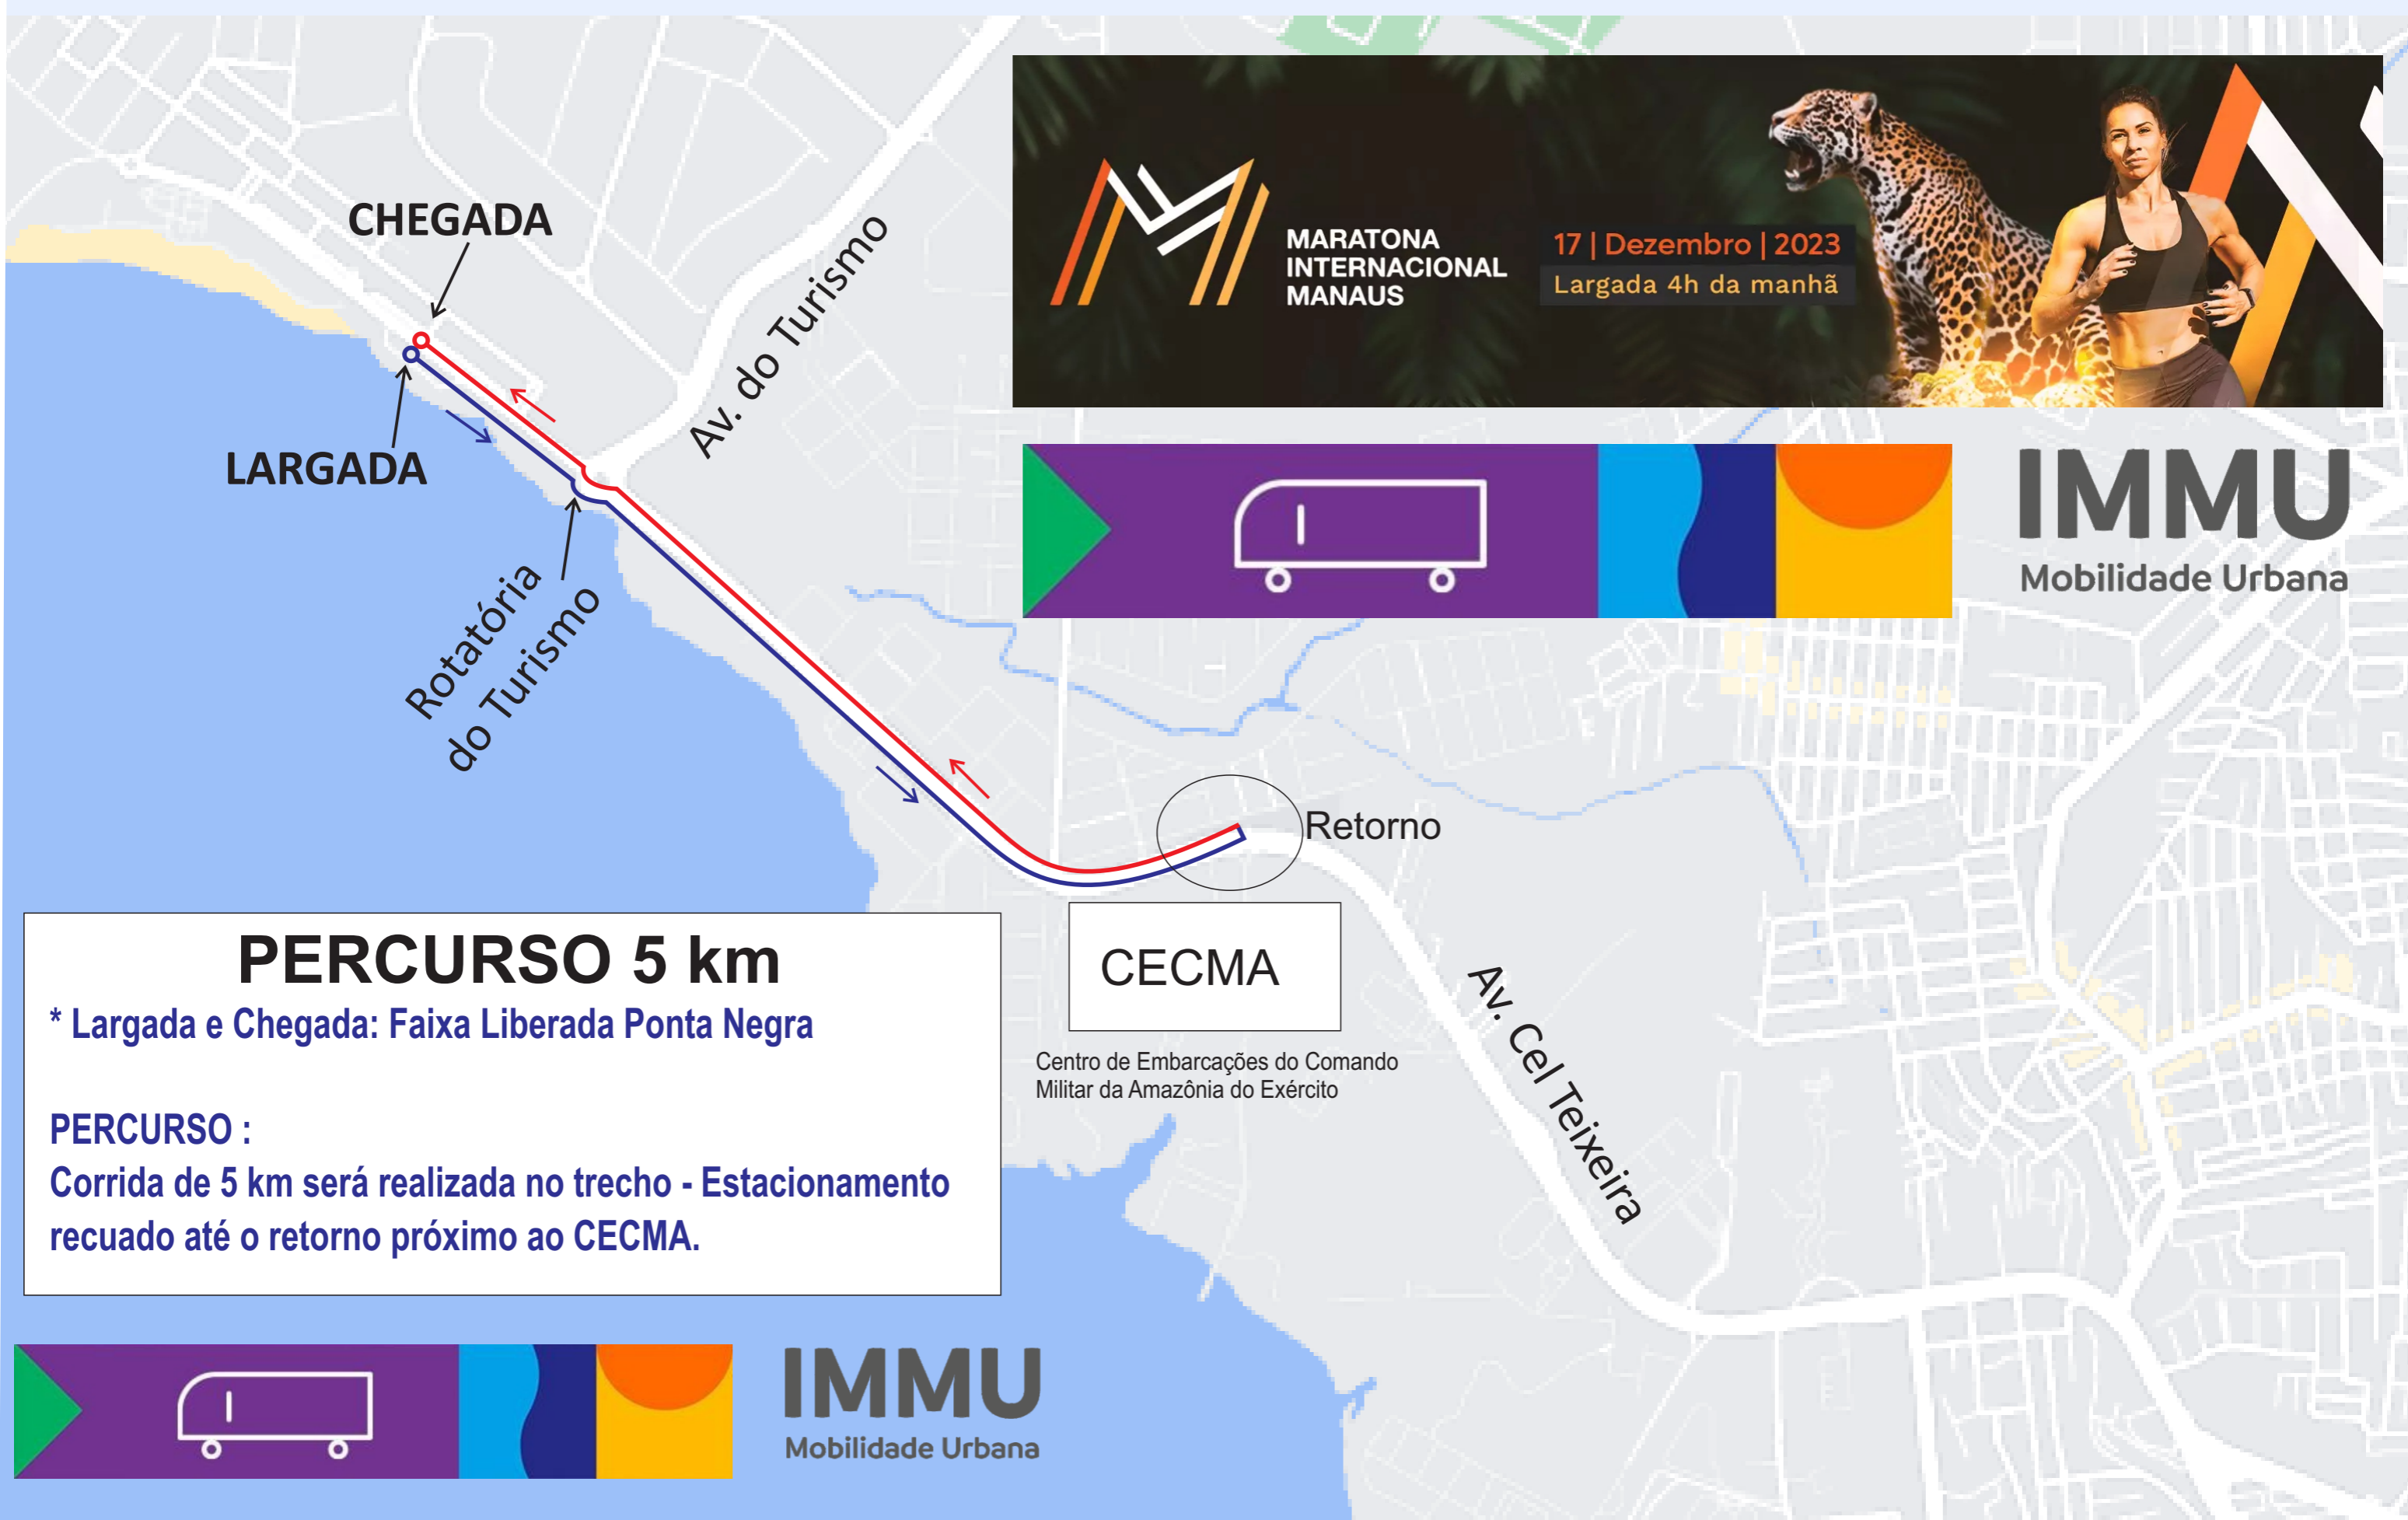 MARATONA
INTERNACIONAL
MANAUS
17 | Dezembro | 2023
Largada 4h da manhã
CHEGADA
LARGADA
Av. do Turismo
Rotatória
do Turismo
IMMU
Mobilidade Urbana
Retorno
CECMA
Centro de Embarcações do Comando
Militar da Amazônia do Exército
Av. Cel Teixeira
PERCURSO 5 km
* Largada e Chegada: Faixa Liberada Ponta Negra
PERCURSO :
Corrida de 5 km será realizada no trecho - Estacionamento
recuado até o retorno próximo ao CECMA.
IMMU
Mobilidade Urbana